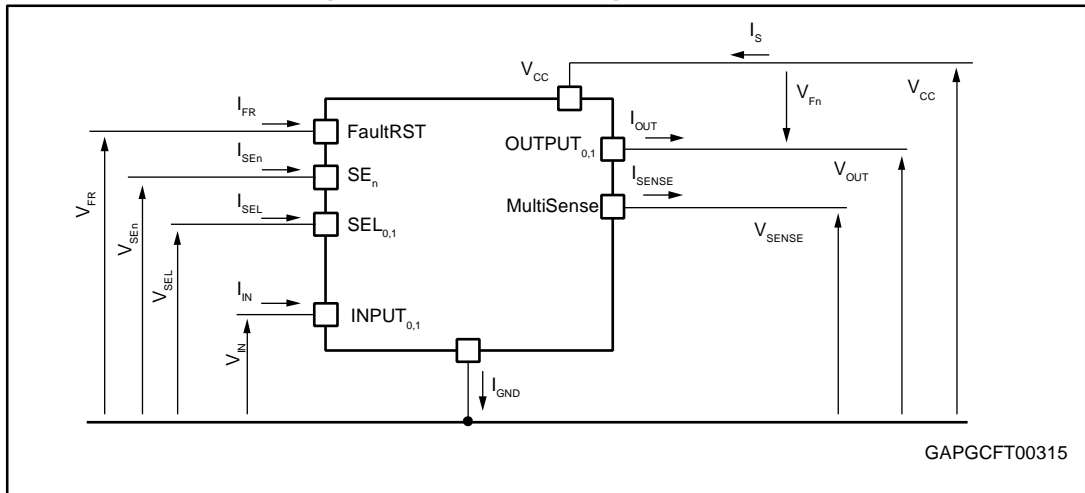 I_S
V_CC
V_Fn
V_CC
I_FR
FaultRST
I_OUT
OUTPUT_0,1
I_SEn
SE_n
I_SENSE
MultiSense
V_OUT
I_SEL
SEL_0,1
V_SENSE
V_FR
V_SEn
V_SEL
I_IN
INPUT_0,1
V_IN
I_GND
GAPGCFT00315